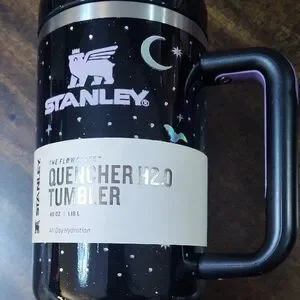 STANLEY®
THE FLOWSTATE
QUENCHER H2.0
TUMBLER
40 OZ | 1.18 L
All Day Hydration
STANLEY